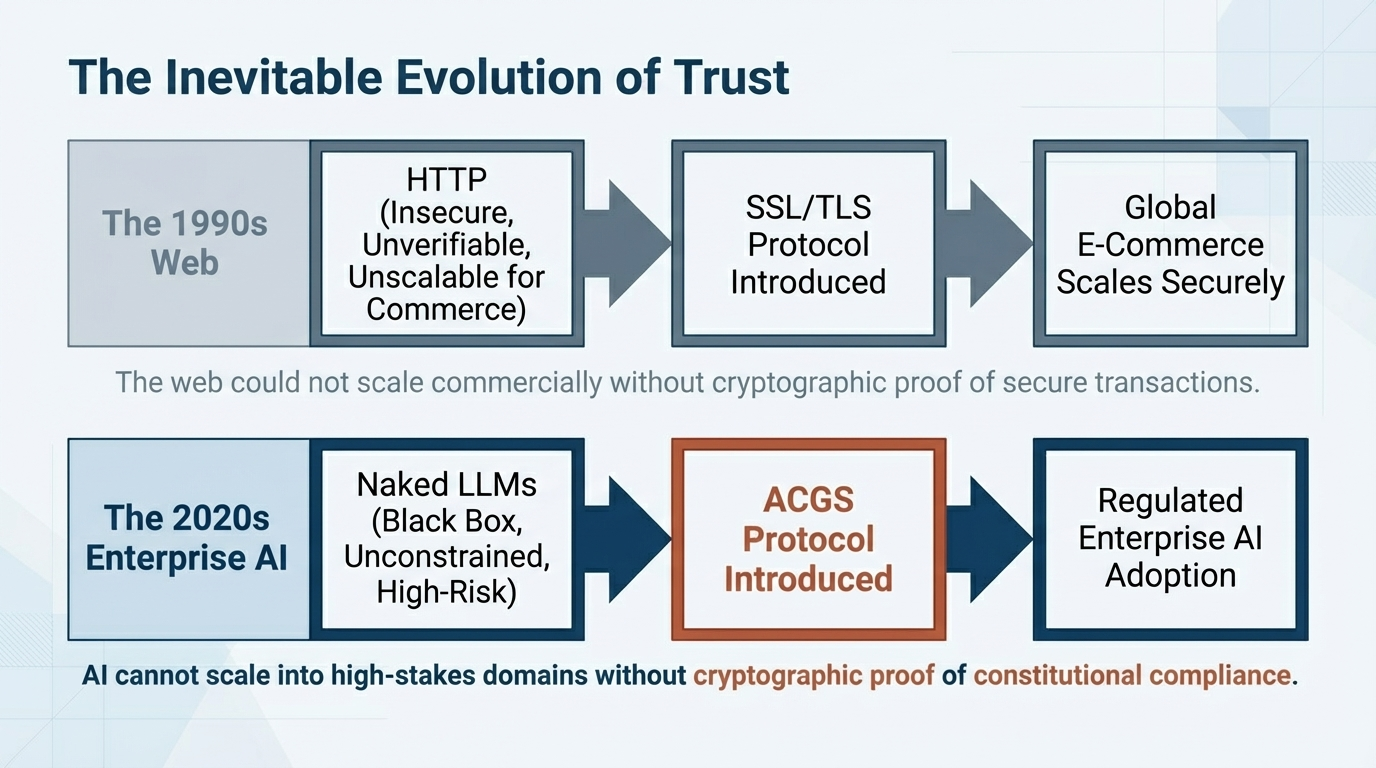 The Inevitable Evolution of Trust
The 1990s
Web
HTTP
(Insecure,
Unverifiable,
Unscalable for
Commerce)
SSL/TLS
Protocol
Introduced
Global
E-Commerce
Scales Securely
The web could not scale commercially without cryptographic proof of secure transactions.
The 2020s
Enterprise AI
Naked LLMs
(Black Box,
Unconstrained,
High-Risk)
ACGS
Protocol
Introduced
Regulated
Enterprise AI
Adoption
AI cannot scale into high-stakes domains without cryptographic proof of constitutional compliance.